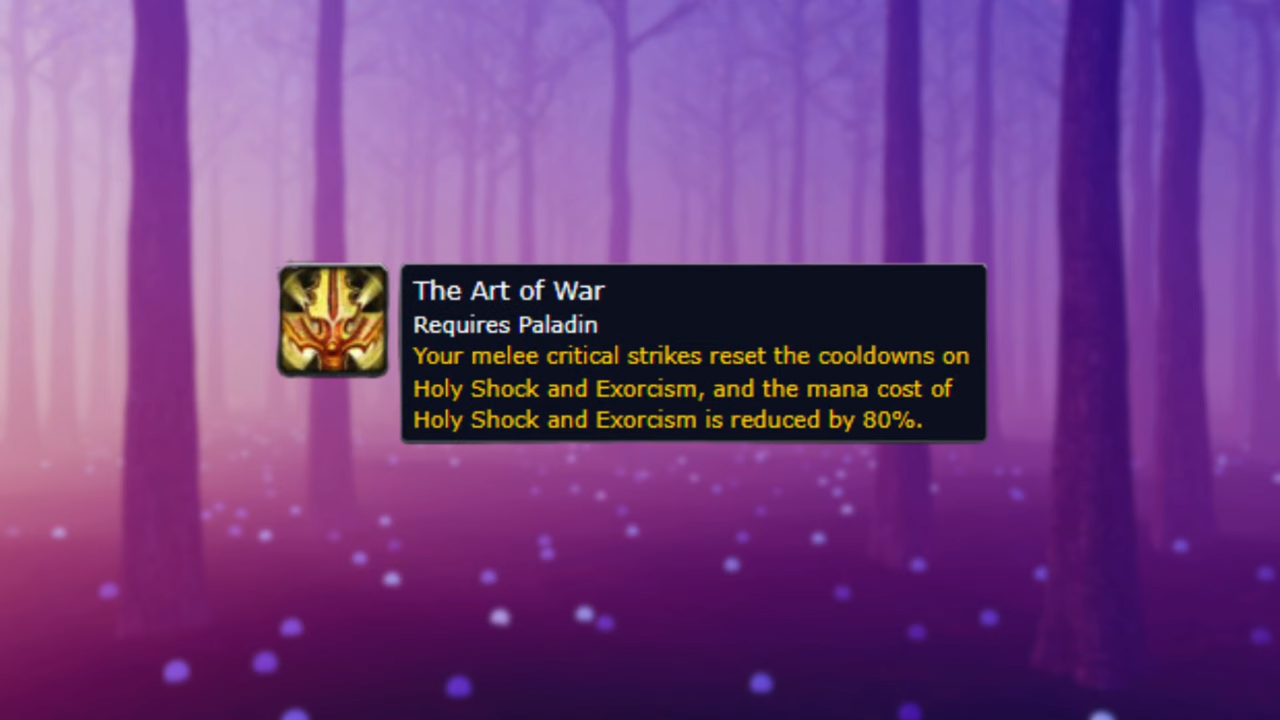 The Art of War
Requires Paladin
Your melee critical strikes reset the cooldowns on
Holy Shock and Exorcism, and the mana cost of
Holy Shock and Exorcism is reduced by 80%.